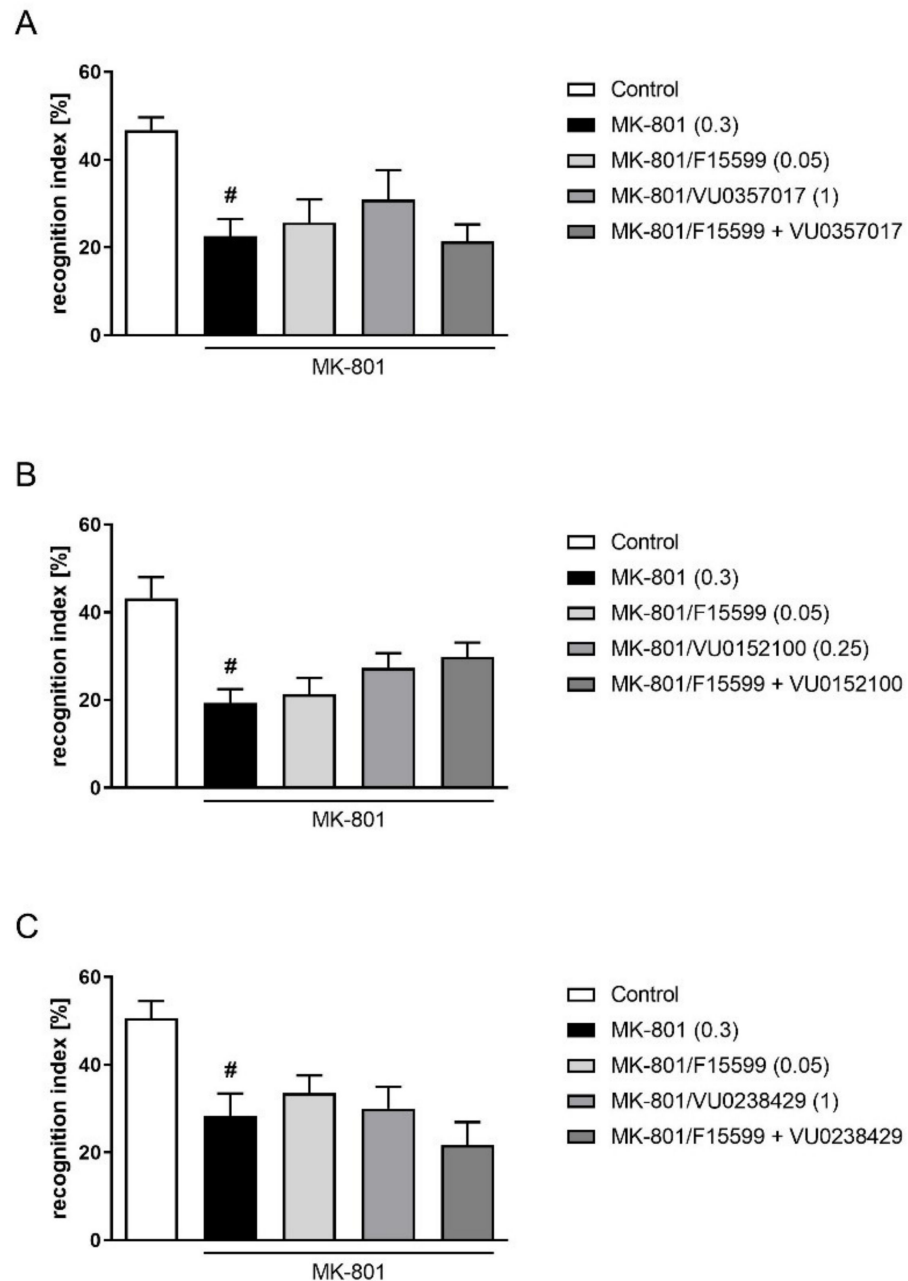 A
recognition index [%]
60
40
20
0
#
MK-801
Control
MK-801 (0.3)
MK-801/F15599 (0.05)
MK-801/VU0357017 (1)
MK-801/F15599 + VU0357017
B
recognition index [%]
60
40
20
0
#
MK-801
Control
MK-801 (0.3)
MK-801/F15599 (0.05)
MK-801/VU0152100 (0.25)
MK-801/F15599 + VU0152100
C
recognition index [%]
60
40
20
0
#
MK-801
Control
MK-801 (0.3)
MK-801/F15599 (0.05)
MK-801/VU0238429 (1)
MK-801/F15599 + VU0238429